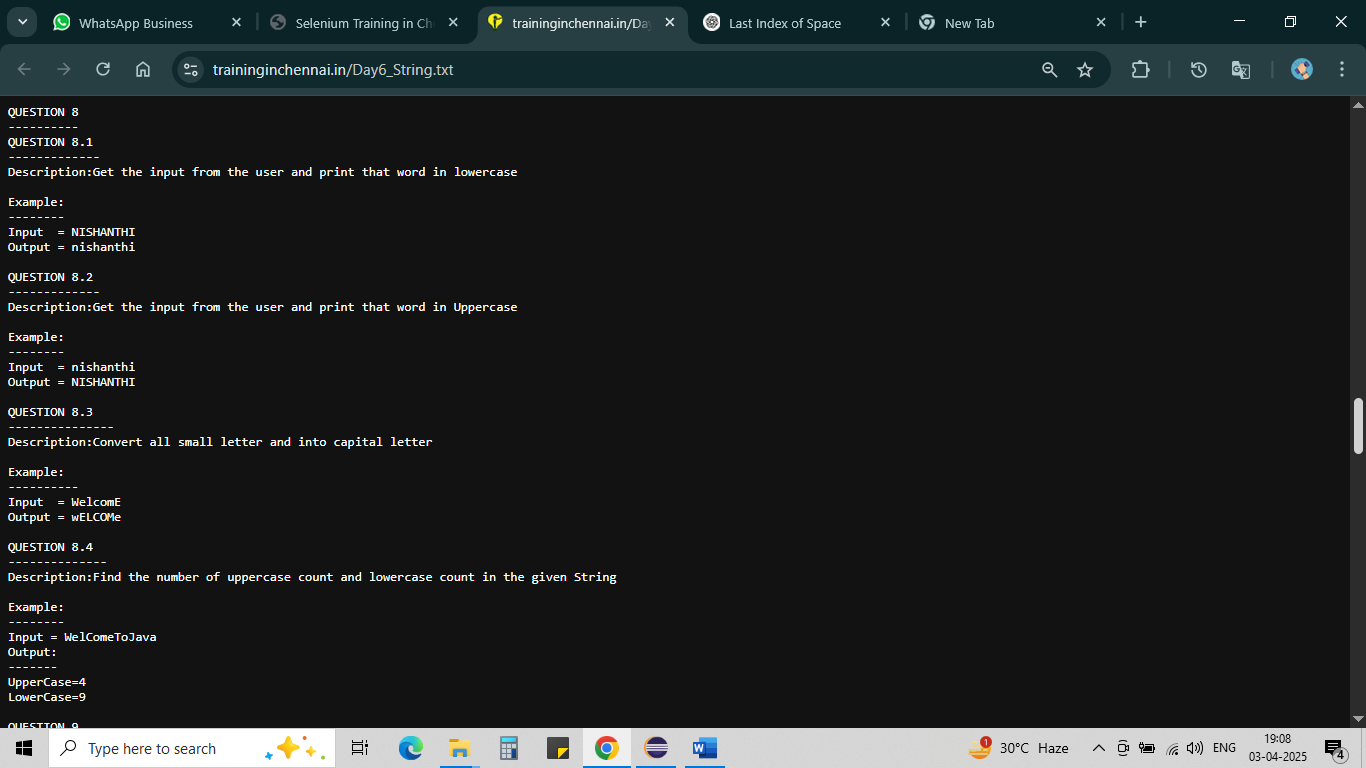 WhatsApp Business
Selenium Training in Ch
traininginchennai.in/Day
Last Index of Space
New Tab
traininginchennai.in/Day6_String.txt
QUESTION 8
----------
QUESTION 8.1
-------------
Description:Get the input from the user and print that word in lowercase
Example:
--------
Input  = NISHANTHI
Output = nishanthi
QUESTION 8.2
-------------
Description:Get the input from the user and print that word in Uppercase
Example:
--------
Input  = nishanthi
Output = NISHANTHI
QUESTION 8.3
---------------
Description:Convert all small letter and into capital letter
Example:
----------
Input  = WelcomE
Output = wELCOMe
QUESTION 8.4
--------------
Description:Find the number of uppercase count and lowercase count in the given String
Example:
--------
Input = WelComeToJava
Output:
-------
UpperCase=4
LowerCase=9
QUESTION 9
Type here to search
1
30°C Haze
ENG
19:08
03-04-2025
4